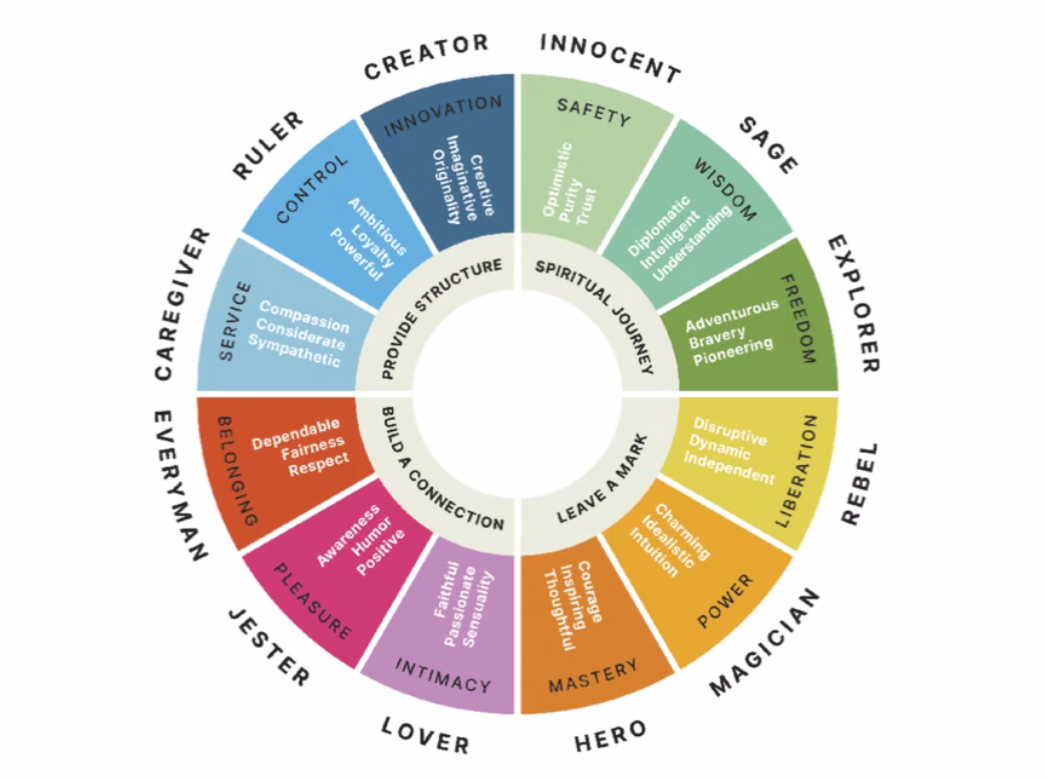 CREATOR
INNOVATION
Creative
Imaginative
Originality
INNOCENT
SAFETY
Optimistic
Purity
Trust
SAGE
WISDOM
Diplomatic
Intelligent
Understanding
EXPLORER
FREEDOM
Adventurous
Bravery
Pioneering
REBEL
LIBERATION
Disruptive
Dynamic
Independent
MAGICIAN
POWER
Charming
Idealistic
Intuition
HERO
MASTERY
Courage
Inspiring
Thoughtful
LOVER
INTIMACY
Faithful
Passionate
Sensuality
JESTER
PLEASURE
Awareness
Humor
Positive
EVERYMAN
BELONGING
Dependable
Fairness
Respect
CAREGIVER
SERVICE
Compassion
Considerate
Sympathetic
RULER
CONTROL
Ambitious
Loyalty
Powerful
PROVIDE STRUCTURE
SPIRITUAL JOURNEY
LEAVE A MARK
BUILD A CONNECTION